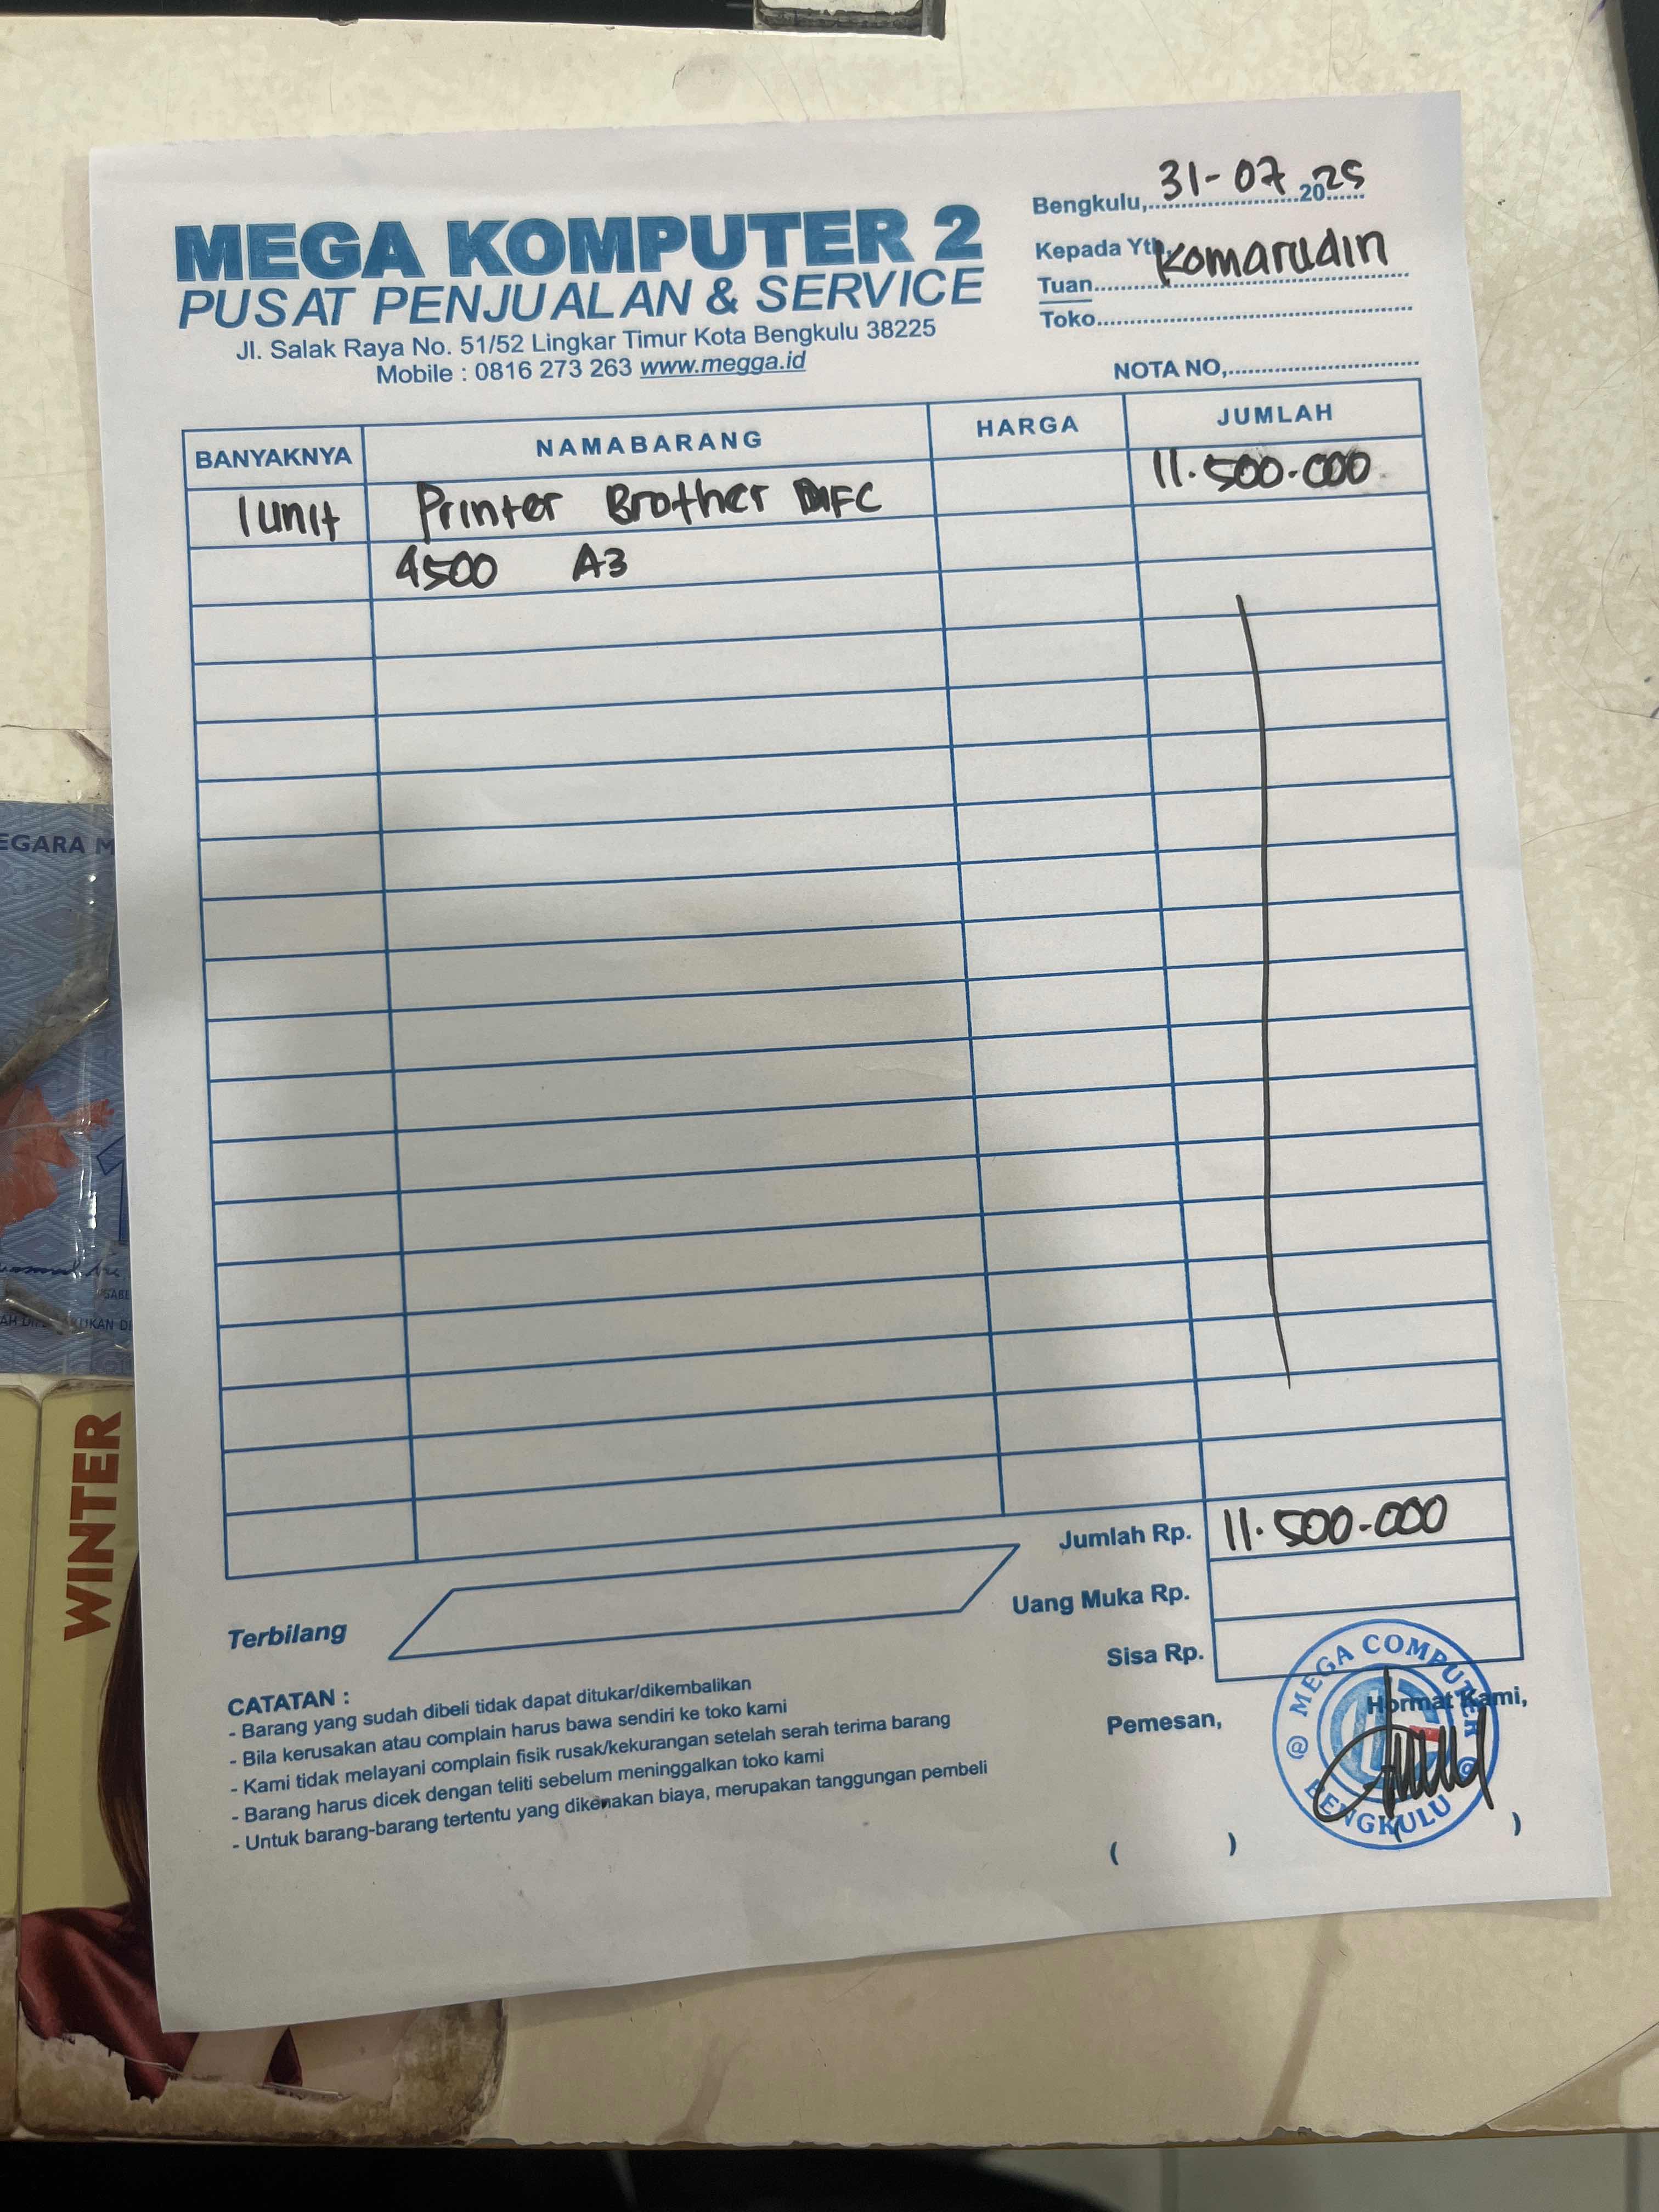 MEGA KOMPUTER 2
PUSAT PENJUALAN & SERVICE
Jl. Salak Raya No. 51/52 Lingkar Timur Kota Bengkulu 38225
Mobile : 0816 273 263 www.megga.id
Bengkulu, 31-07 2025
Kepada Yth. Komarudin
Tuan
Toko
NOTA NO,
BANYAKNYA NAMABARANG HARGA JUMLAH
1 unit Printer Brother MFC 11.500.000
4500 A3
Jumlah Rp. 11.500.000
Uang Muka Rp.
Sisa Rp.
Terbilang
CATATAN :
- Barang yang sudah dibeli tidak dapat ditukar/dikembalikan
- Bila kerusakan atau complain harus bawa sendiri ke toko kami
- Kami tidak melayani complain fisik rusak/kekurangan setelah serah terima barang
- Barang harus dicek dengan teliti sebelum meninggalkan toko kami
- Untuk barang-barang tertentu yang dikenakan biaya, merupakan tanggungan pembeli
Pemesan,
Hormat Kami,
@ MEGA COMPUTER @
BENGKULU
( )
( )
EGARA M
WINTER